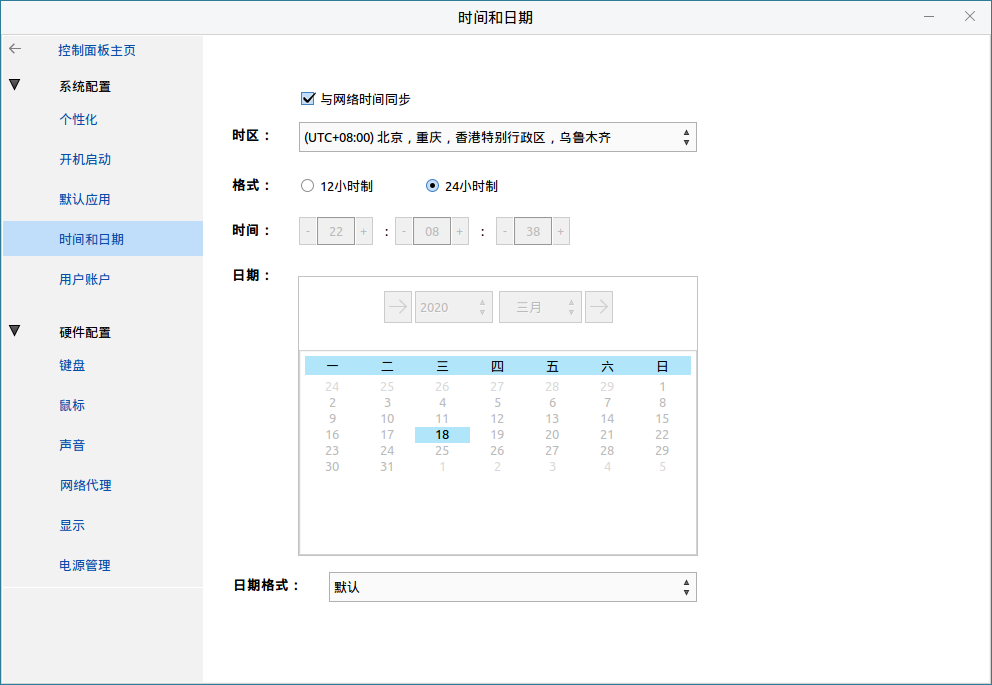 时间和日期
控制面板主页
系统配置
个性化
开机启动
默认应用
时间和日期
用户账户
硬件配置
键盘
鼠标
声音
网络代理
显示
电源管理
与网络时间同步
时区： (UTC+08:00) 北京，重庆，香港特别行政区，乌鲁木齐
格式： 12小时制 24小时制
时间： - 22 + : - 08 + : - 38 +
日期：
2020 三月
一 二 三 四 五 六 日
24 25 26 27 28 29 1
2 3 4 5 6 7 8
9 10 11 12 13 14 15
16 17 18 19 20 21 22
23 24 25 26 27 28 29
30 31 1 2 3 4 5
日期格式： 默认